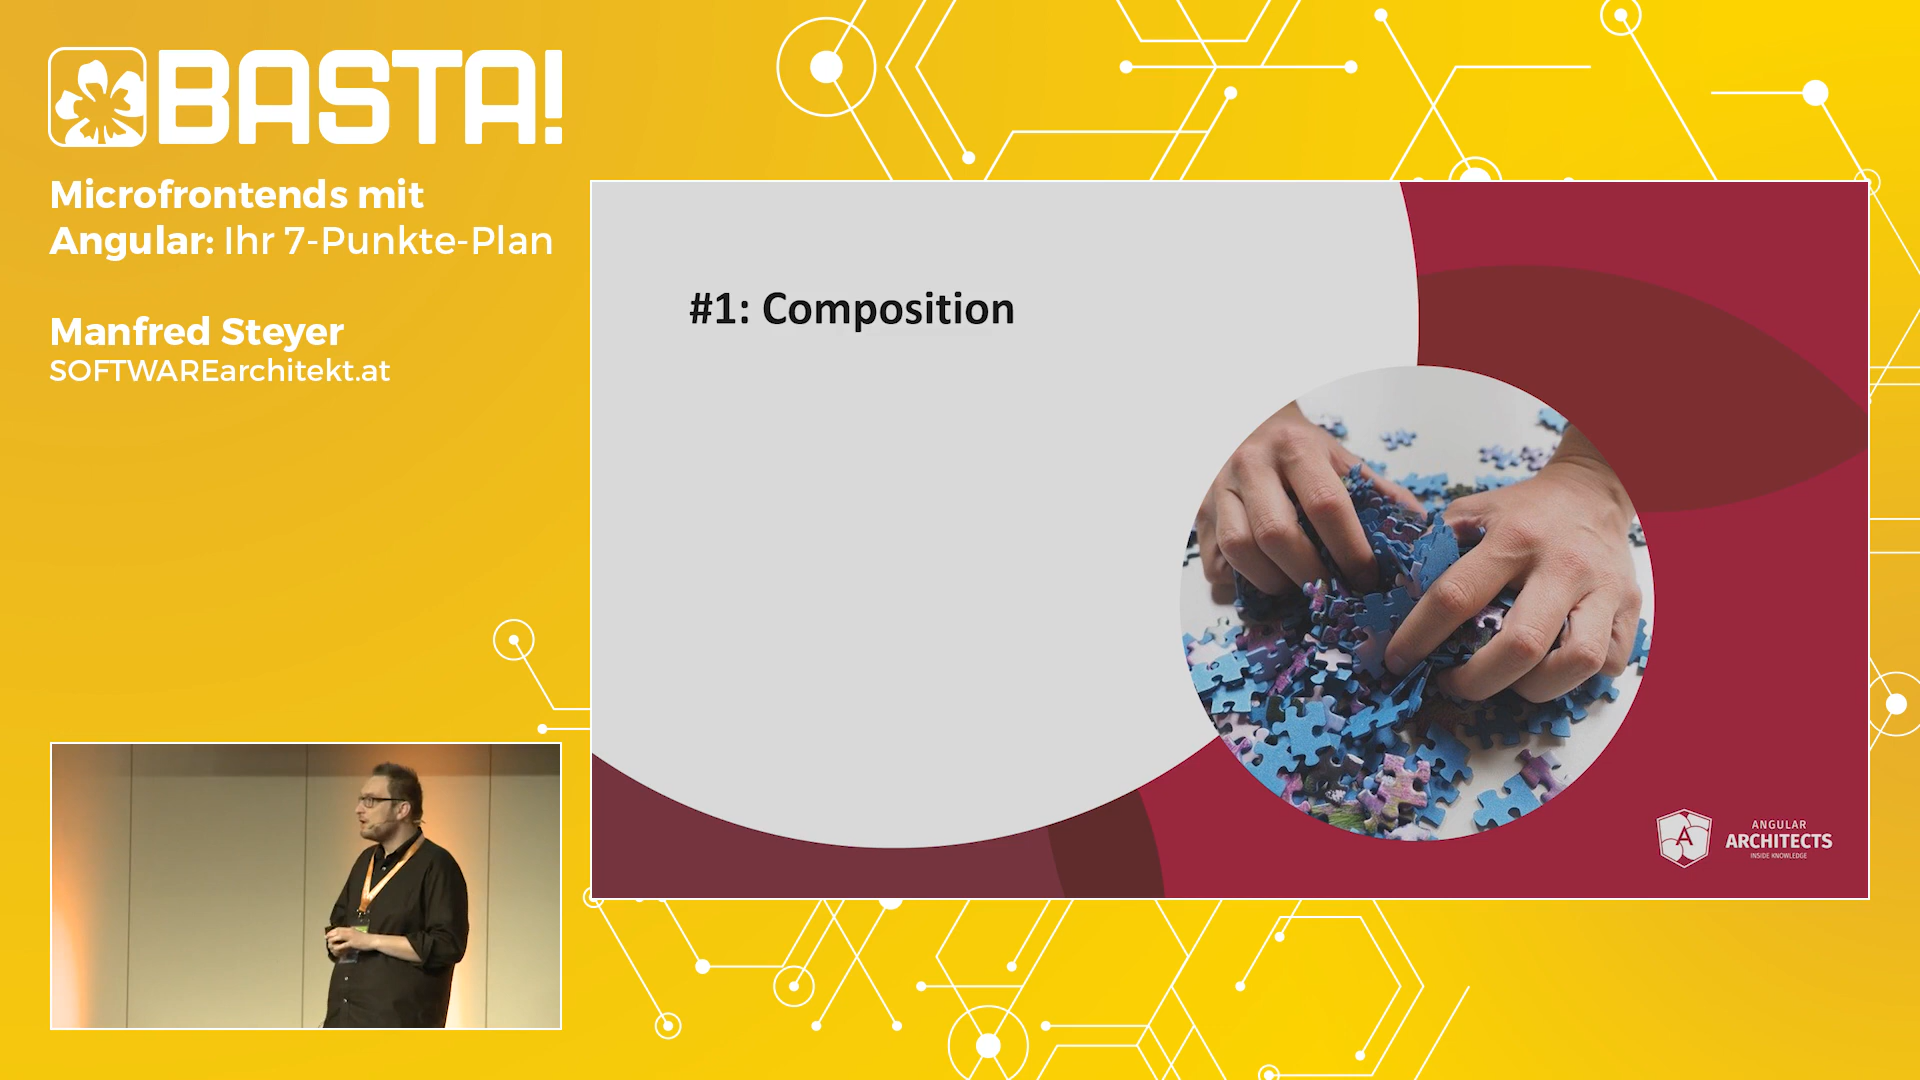 BASTA!
Microfrontends mit
Angular: Ihr 7-Punkte-Plan
Manfred Steyer
SOFTWAREarchitekt.at
#1: Composition
A
ANGULAR
ARCHITECTS
INSIDE KNOWLEDGE